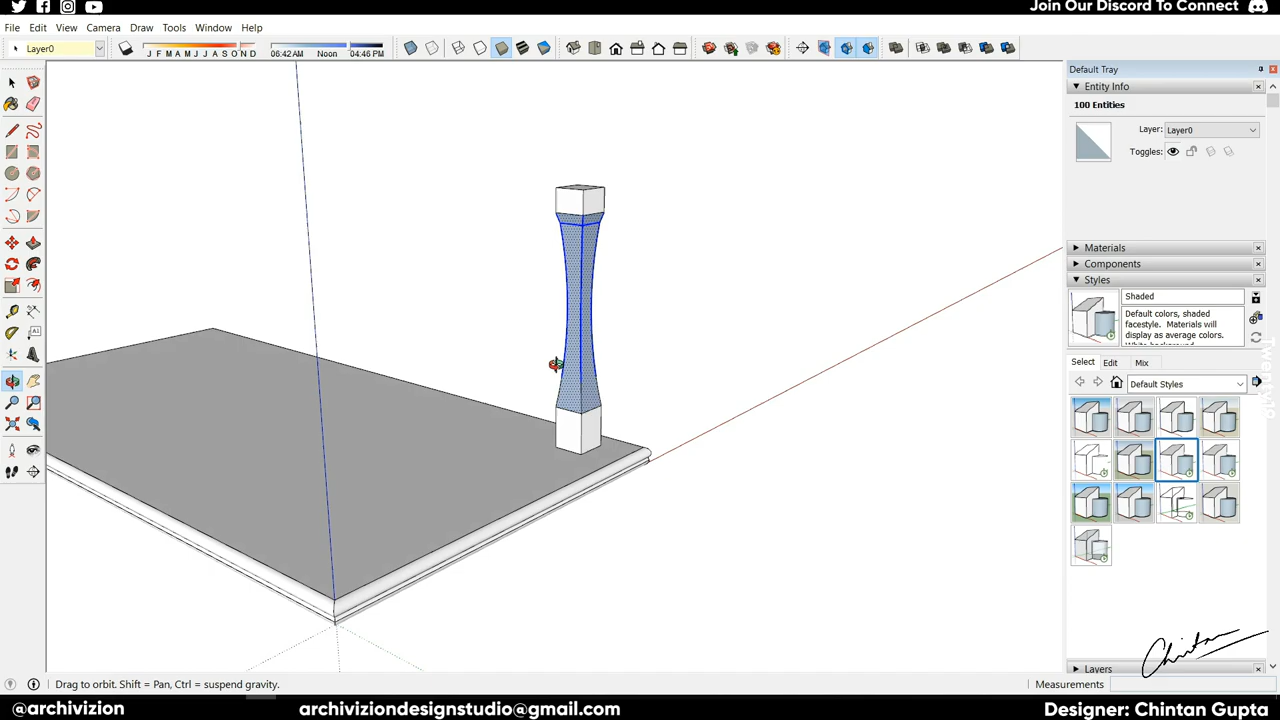 Join Our Discord To Connect
File Edit View Camera Draw Tools Window Help
Layer0
J F M A M J J A S O N D
06:42 AM Noon 04:46 PM
Default Tray
Entity Info
100 Entities
Layer: Layer0
Toggles:
Materials
Components
Styles
Shaded
Default colors, shaded
facestyle. Materials will
display as average colors.
Select Edit Mix
Default Styles
A1
Layers
Chintan
Drag to orbit. Shift = Pan, Ctrl = suspend gravity.
Measurements
@archivizion
archiviziondesignstudio@gmail.com
Designer: Chintan Gupta